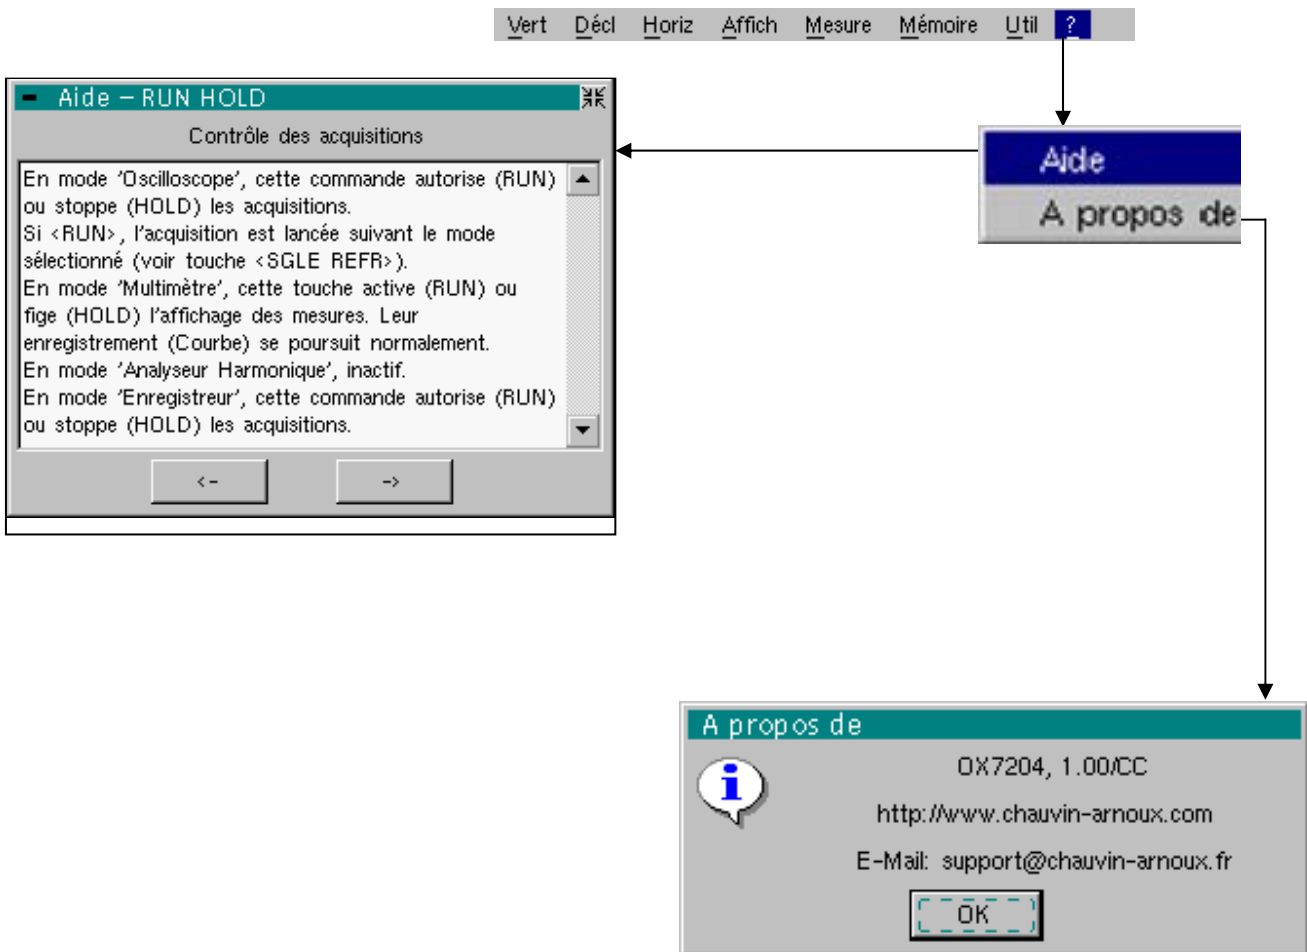 Vert Décl Horiz Affich Mesure Mémoire Util ?
Aide – RUN HOLD
Contrôle des acquisitions
En mode 'Oscilloscope', cette commande autorise (RUN)
ou stoppe (HOLD) les acquisitions.
Si <RUN>, l'acquisition est lancée suivant le mode
sélectionné (voir touche <SGLE REFR>).
En mode 'Multimètre', cette touche active (RUN) ou
fige (HOLD) l'affichage des mesures. Leur
enregistrement (Courbe) se poursuit normalement.
En mode 'Analyseur Harmonique', inactif.
En mode 'Enregistreur', cette commande autorise (RUN)
ou stoppe (HOLD) les acquisitions.
<- ->
Aide
A propos de
A propos de
OX7204, 1.00/CC
http://www.chauvin-arnoux.com
E-Mail: support@chauvin-arnoux.fr
OK